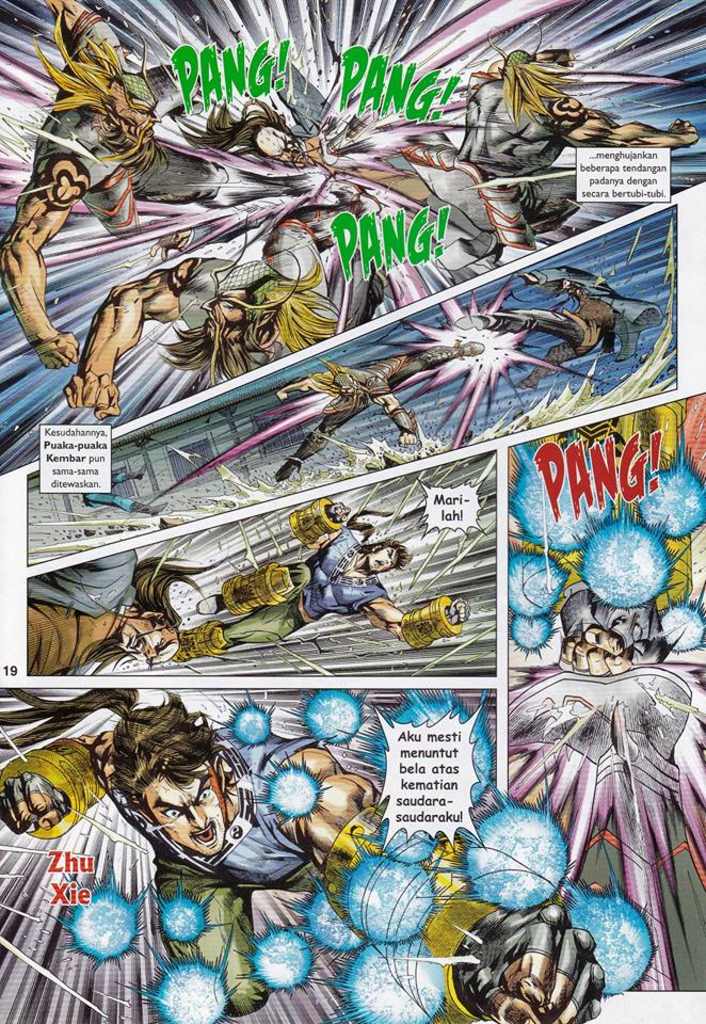 PANG!
PANG!
...menghujankan
beberapa tendangan
padanya dengan
secara bertubi-tubi.
PANG!
Kesudahannya,
Puaka-puaka
Kembar pun
sama-sama
ditewaskan.
Mari-
lah!
PANG!
19
Aku mesti
menuntut
bela atas
kematian
saudara-
saudaraku!
Zhu
Xie